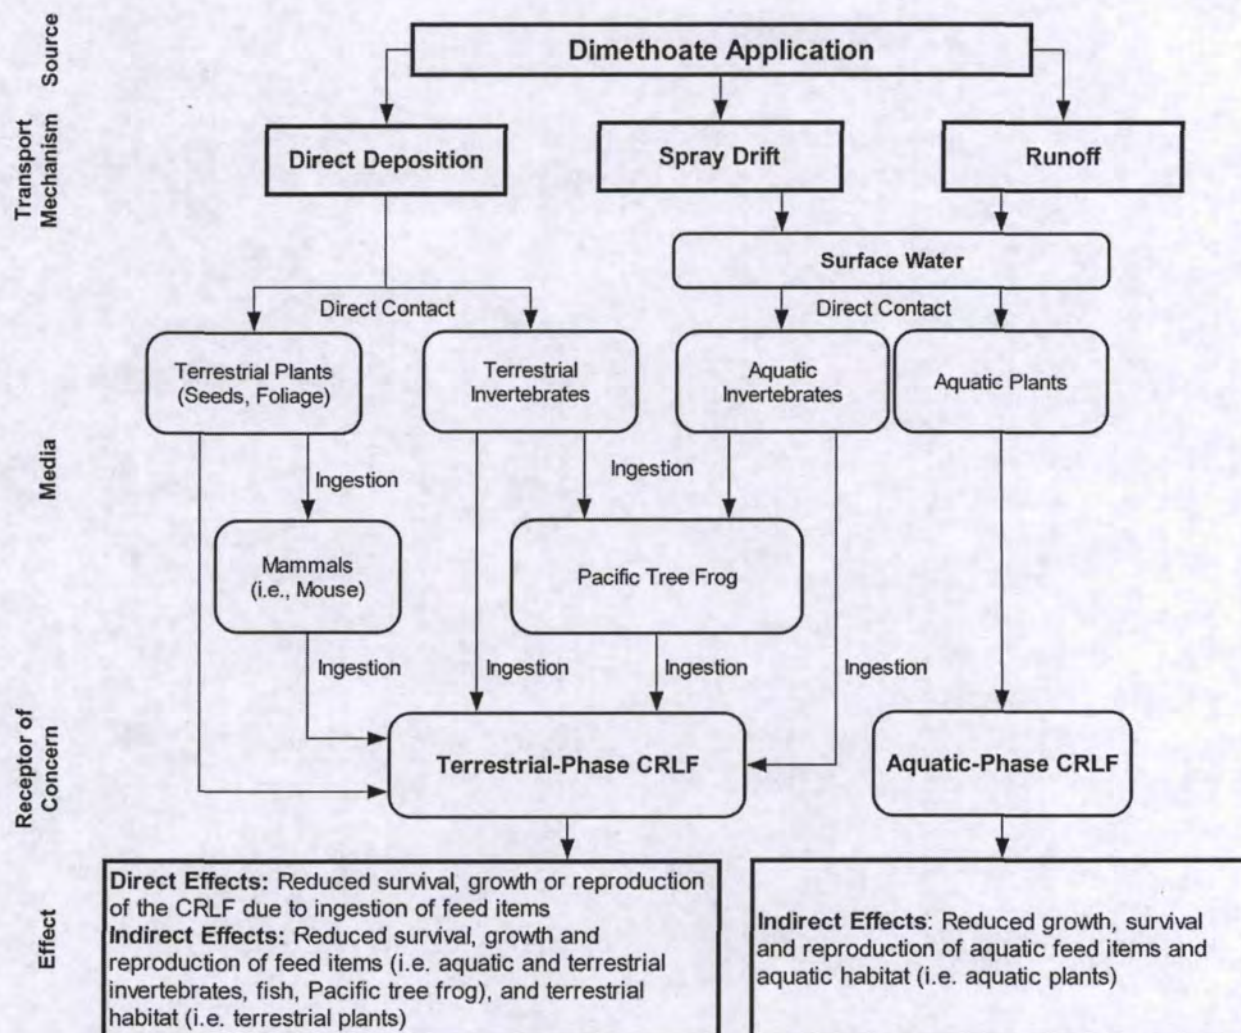 Source
Dimethoate Application
Transport
Mechanism
Direct Deposition
Spray Drift
Runoff
Surface Water
Direct Contact
Direct Contact
Media
Terrestrial Plants
(Seeds, Foliage)
Terrestrial
Invertebrates
Aquatic
Invertebrates
Aquatic Plants
Ingestion
Ingestion
Mammals
(i.e., Mouse)
Pacific Tree Frog
Ingestion
Ingestion
Ingestion
Ingestion
Receptor of
Concern
Terrestrial-Phase CRLF
Aquatic-Phase CRLF
Effect
Direct Effects: Reduced survival, growth or reproduction
of the CRLF due to ingestion of feed items
Indirect Effects: Reduced survival, growth and
reproduction of feed items (i.e. aquatic and terrestrial
invertebrates, fish, Pacific tree frog), and terrestrial
habitat (i.e. terrestrial plants)
Indirect Effects: Reduced growth, survival
and reproduction of aquatic feed items and
aquatic habitat (i.e. aquatic plants)